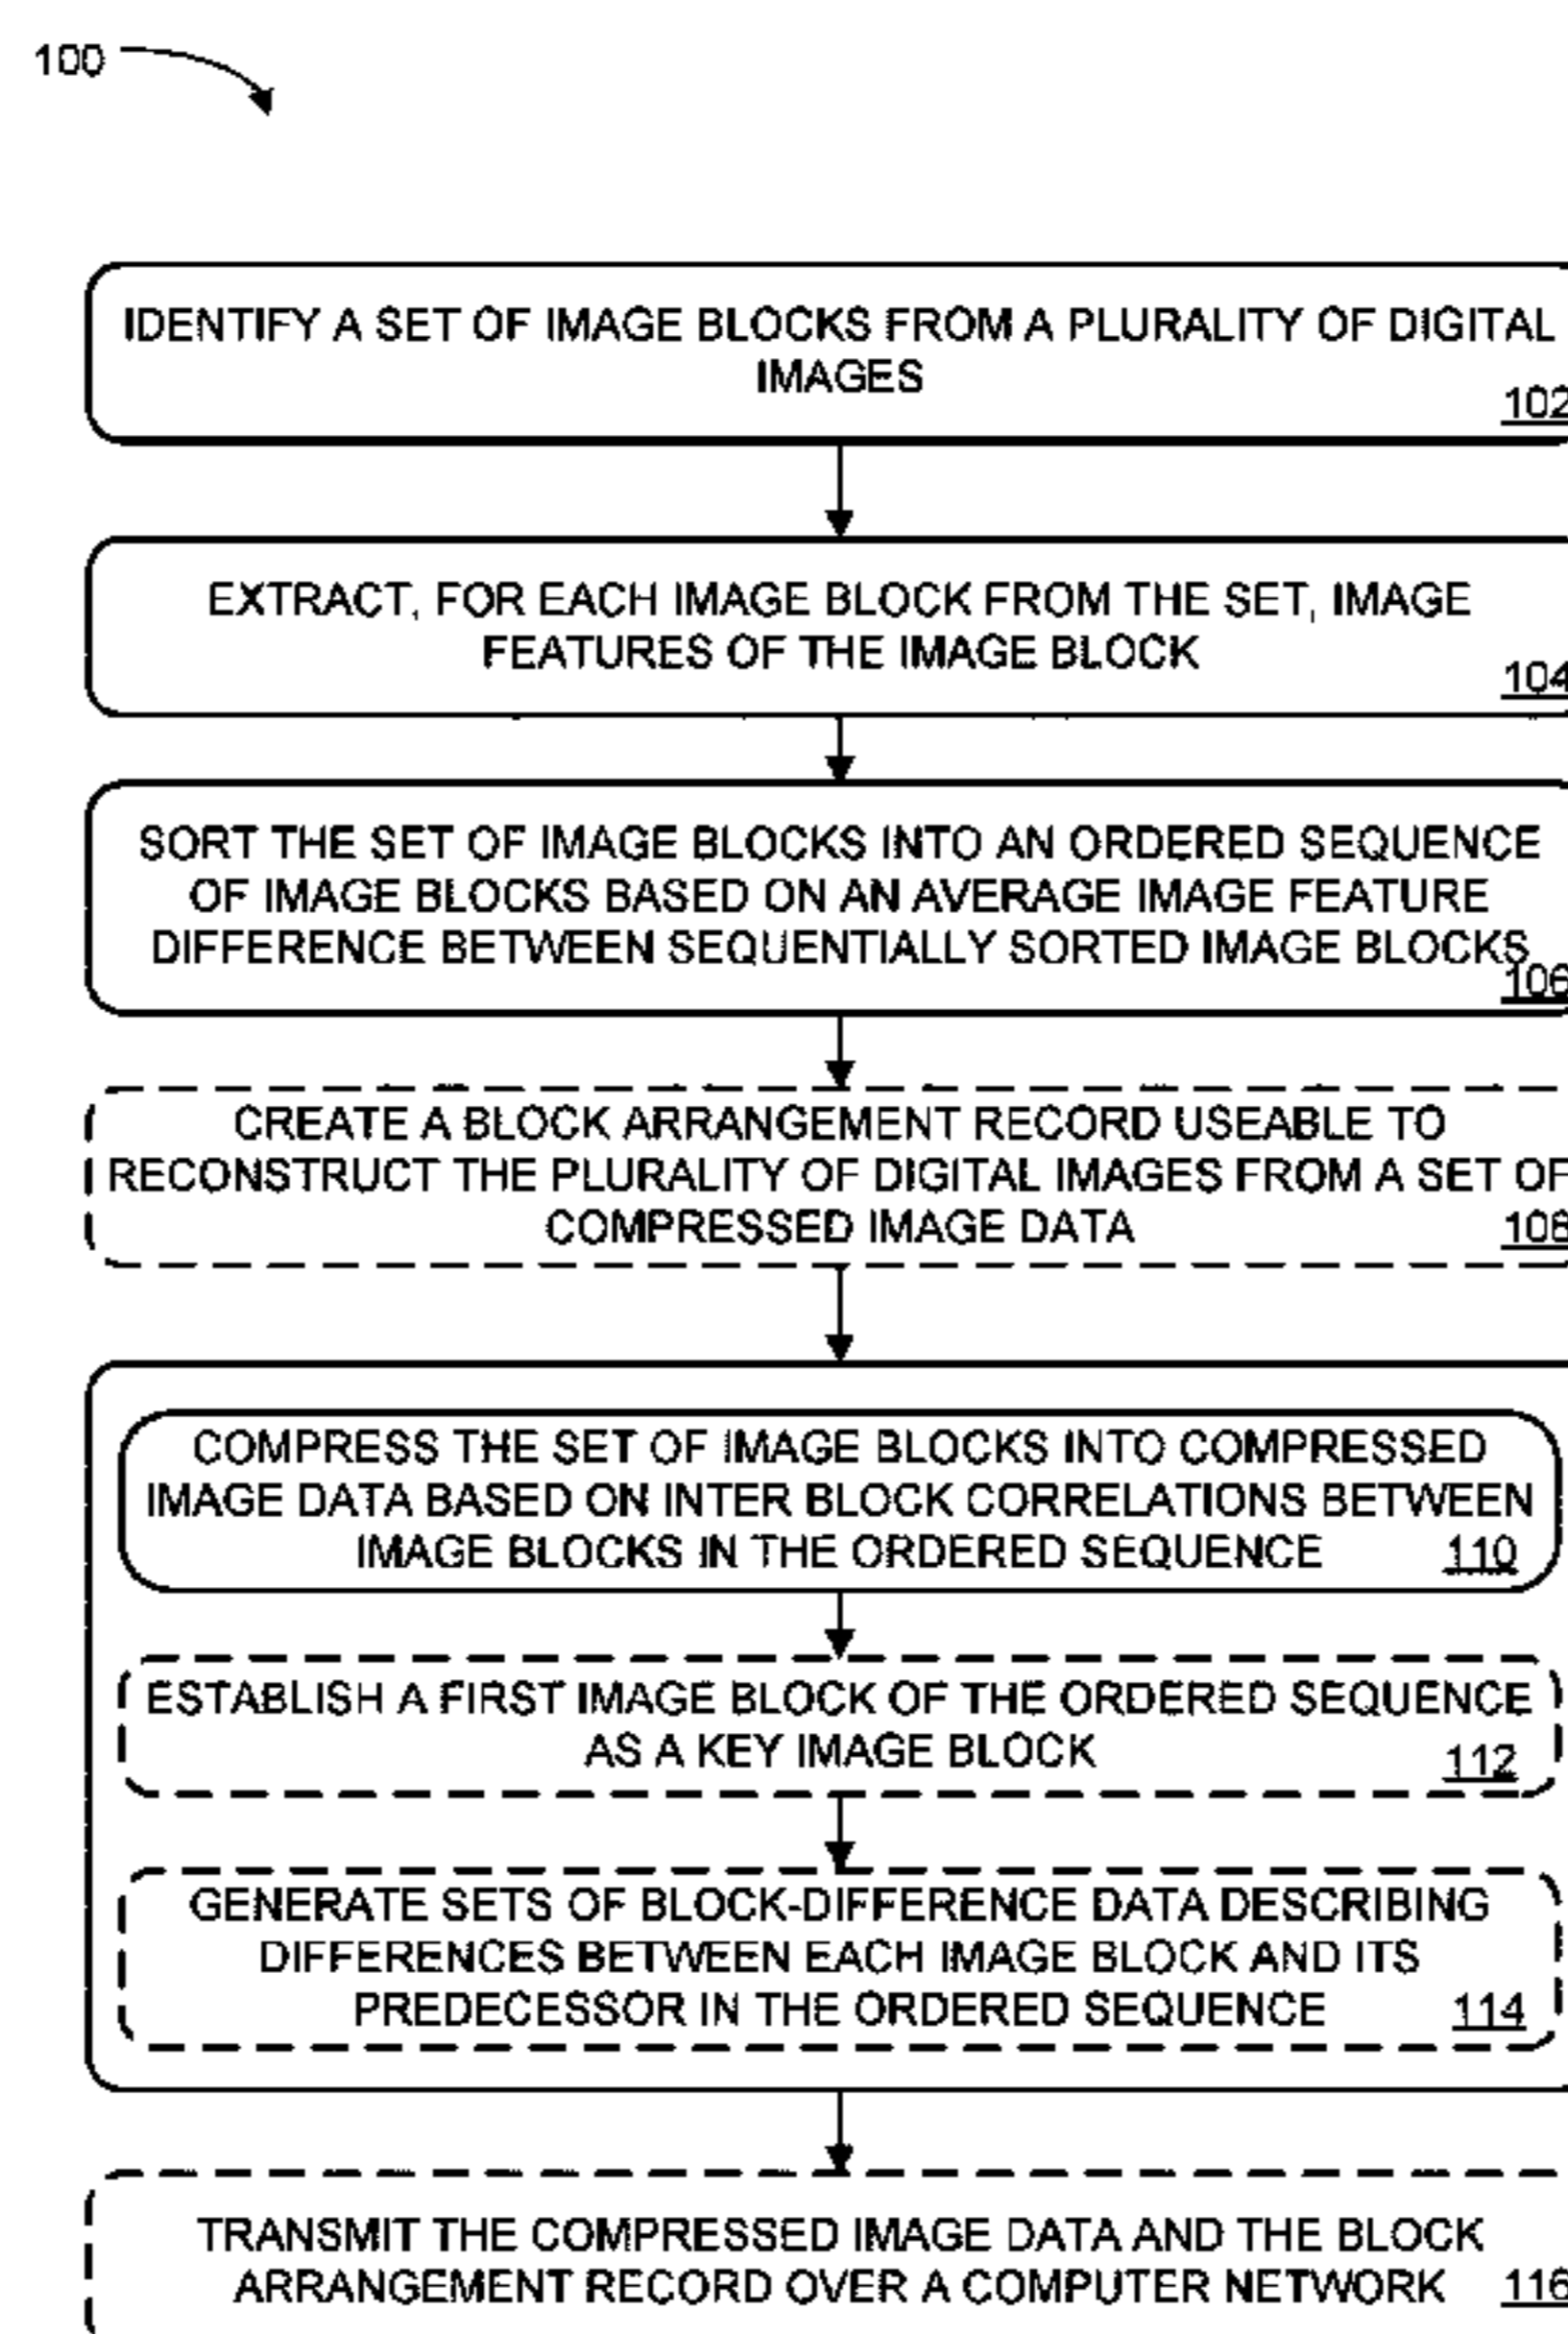 100
IDENTIFY A SET OF IMAGE BLOCKS FROM A PLURALITY OF DIGITAL
IMAGES
102
EXTRACT, FOR EACH IMAGE BLOCK FROM THE SET, IMAGE
FEATURES OF THE IMAGE BLOCK
104
SORT THE SET OF IMAGE BLOCKS INTO AN ORDERED SEQUENCE
OF IMAGE BLOCKS BASED ON AN AVERAGE IMAGE FEATURE
DIFFERENCE BETWEEN SEQUENTIALLY SORTED IMAGE BLOCKS
106
CREATE A BLOCK ARRANGEMENT RECORD USEABLE TO
RECONSTRUCT THE PLURALITY OF DIGITAL IMAGES FROM A SET OF
COMPRESSED IMAGE DATA
108
COMPRESS THE SET OF IMAGE BLOCKS INTO COMPRESSED
IMAGE DATA BASED ON INTER BLOCK CORRELATIONS BETWEEN
IMAGE BLOCKS IN THE ORDERED SEQUENCE
110
ESTABLISH A FIRST IMAGE BLOCK OF THE ORDERED SEQUENCE
AS A KEY IMAGE BLOCK
112
GENERATE SETS OF BLOCK-DIFFERENCE DATA DESCRIBING
DIFFERENCES BETWEEN EACH IMAGE BLOCK AND ITS
PREDECESSOR IN THE ORDERED SEQUENCE
114
TRANSMIT THE COMPRESSED IMAGE DATA AND THE BLOCK
ARRANGEMENT RECORD OVER A COMPUTER NETWORK
116